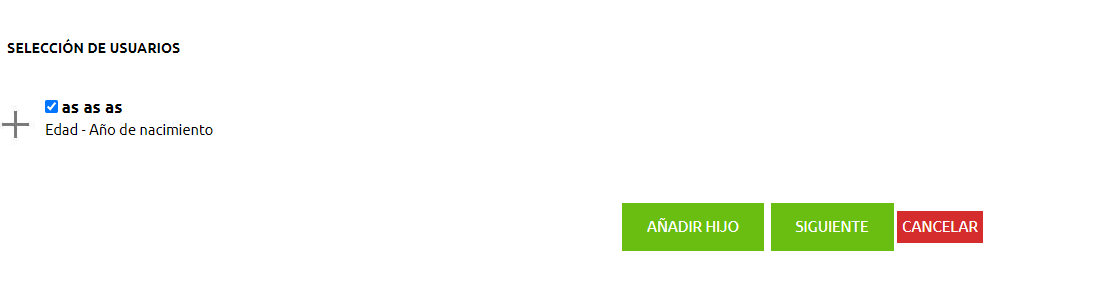 SELECCIÓN DE USUARIOS
as as as
Edad - Año de nacimiento
AÑADIR HIJO SIGUIENTE CANCELAR